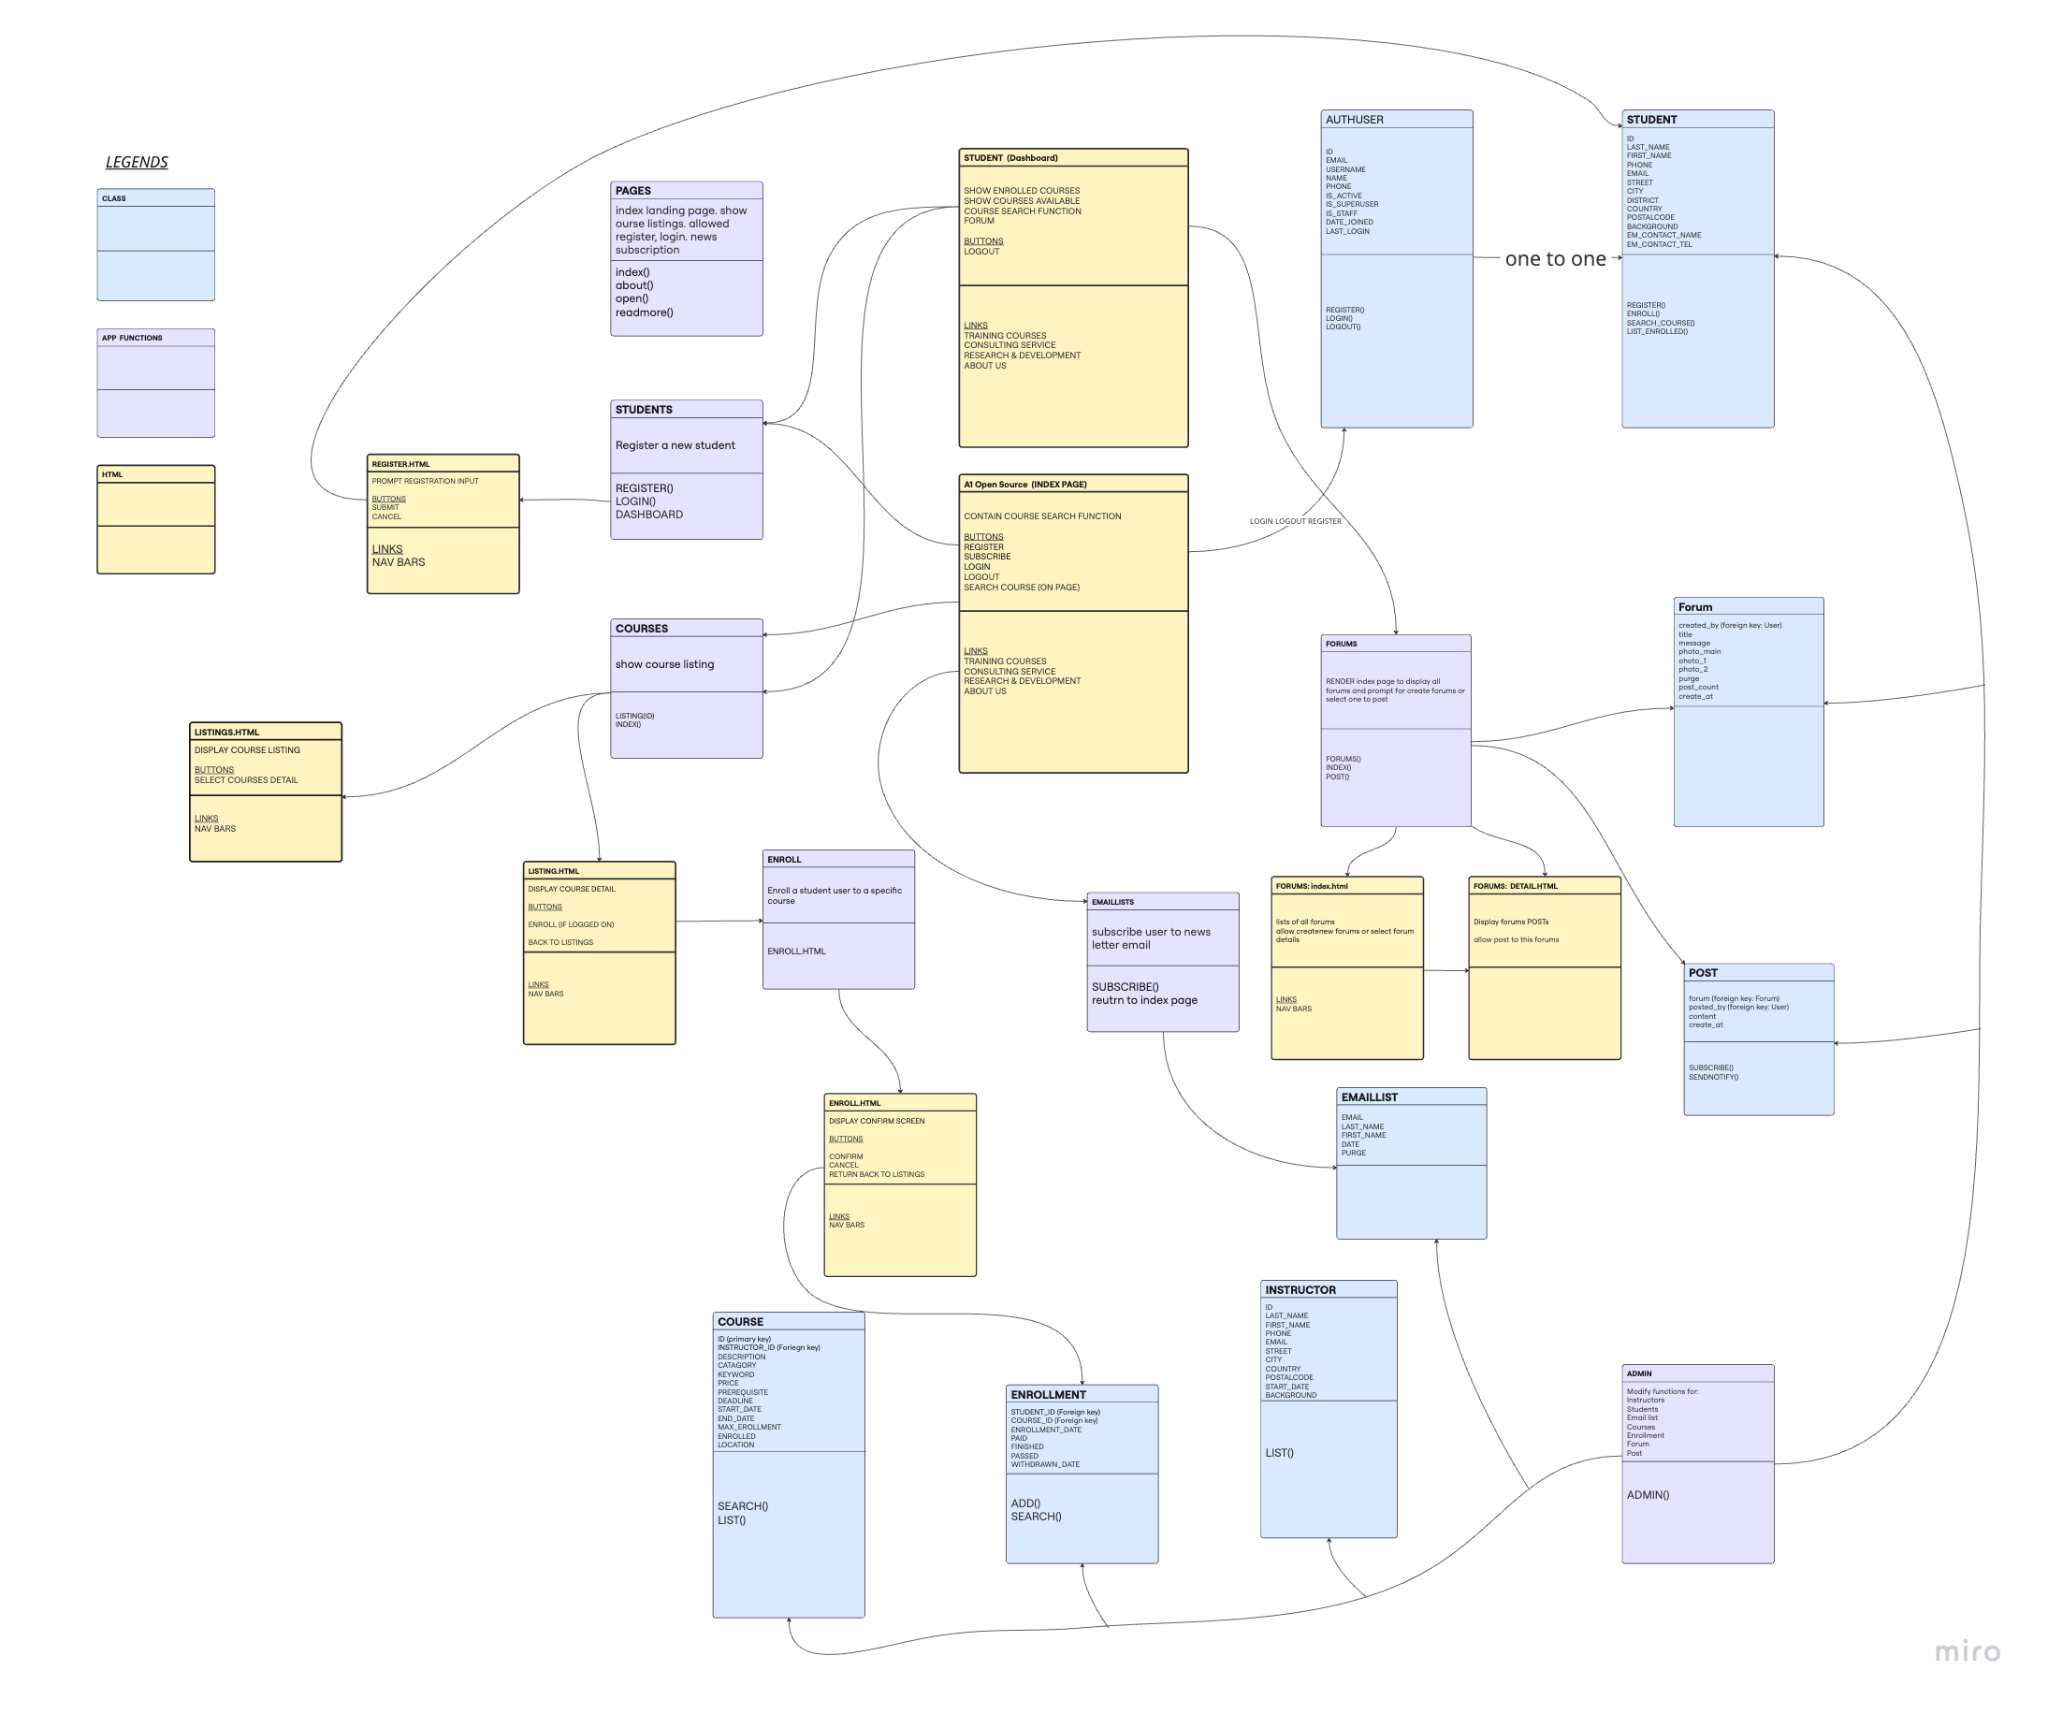 LEGENDS
CLASS
APP FUNCTIONS
HTML
PAGES
index landing page. show
ourse listings. allowed
register, login. news
subscription
index()
about()
open()
readmore()
STUDENTS
Register a new student
REGISTER()
LOGIN()
DASHBOARD
REGISTER.HTML
PROMPT REGISTRATION INPUT
BUTTONS
SUBMIT
CANCEL
LINKS
NAV BARS
COURSES
show course listing
LISTING(ID)
INDEX()
LISTINGS.HTML
DISPLAY COURSE LISTING
BUTTONS
SELECT COURSES DETAIL
LINKS
NAV BARS
LISTING.HTML
DISPLAY COURSE DETAIL
BUTTONS
ENROLL (IF LOGGED ON)
BACK TO LISTINGS
LINKS
NAV BARS
ENROLL
Enroll a student user to a specific
course
ENROLL.HTML
ENROLL.HTML
DISPLAY CONFIRM SCREEN
BUTTONS
CONFIRM
CANCEL
RETURN BACK TO LISTINGS
LINKS
NAV BARS
STUDENT (Dashboard)
SHOW ENROLLED COURSES
SHOW COURSES AVAILABLE
COURSE SEARCH FUNCTION
FORUM
BUTTONS
LOGOUT
LINKS
TRAINING COURSES
CONSULTING SERVICE
RESEARCH & DEVELOPMENT
ABOUT US
A1 Open Source (INDEX PAGE)
CONTAIN COURSE SEARCH FUNCTION
BUTTONS
REGISTER
SUBSCRIBE
LOGIN
LOGOUT
SEARCH COURSE (ON PAGE)
LINKS
TRAINING COURSES
CONSULTING SERVICE
RESEARCH & DEVELOPMENT
ABOUT US
AUTHUSER
ID
EMAIL
USERNAME
NAME
PHONE
IS_ACTIVE
IS_SUPERUSER
IS_STAFF
DATE_JOINED
LAST_LOGIN
REGISTER()
LOGIN()
LOGOUT()
one to one
STUDENT
ID
LAST_NAME
FIRST_NAME
PHONE
EMAIL
STREET
CITY
DISTRICT
COUNTRY
POSTALCODE
BACKGROUND
EM_CONTACT_NAME
EM_CONTACT_TEL
REGISTER()
ENROLL()
SEARCH_COURSE()
LIST_ENROLLED()
LOGIN LOGOUT REGISTER
FORUMS
RENDER index page to display all
forums and prompt for create forums or
select one to post
FORUMS()
INDEX()
POST()
Forum
created_by (foreign key: User)
title
message
photo_main
ohoto_1
photo_2
purge
post_count
create_at
EMAILLISTS
subscribe user to news
letter email
SUBSCRIBE()
reutrn to index page
FORUMS: index.html
lists of all forums
allow createnew forums or select forum
details
LINKS
NAV BARS
FORUMS: DETAIL.HTML
Display forums POSTs
allow post to this forums
POST
forum (foreign key: Forum)
posted_by (foreign key: User)
content
create_at
SUBSCRIBE()
SENDNOTIFY()
EMAILLIST
EMAIL
LAST_NAME
FIRST_NAME
DATE
PURGE
COURSE
ID (primary key)
INSTRUCTOR_ID (Foriegn key)
DESCRIPTION
CATAGORY
KEYWORD
PRICE
PREREQUISITE
DEADLINE
START_DATE
END_DATE
MAX_EROLLMENT
ENROLLED
LOCATION
SEARCH()
LIST()
ENROLLMENT
STUDENT_ID (Foreign key)
COURSE_ID (Foreign key)
ENROLLMENT_DATE
PAID
FINISHED
PASSED
WITHDRAWN_DATE
ADD()
SEARCH()
INSTRUCTOR
ID
LAST_NAME
FIRST_NAME
PHONE
EMAIL
STREET
CITY
COUNTRY
POSTALCODE
START_DATE
BACKGROUND
LIST()
ADMIN
Modify functions for:
Instructors
Students
Email list
Courses
Enrollment
Forum
Post
ADMIN()
miro